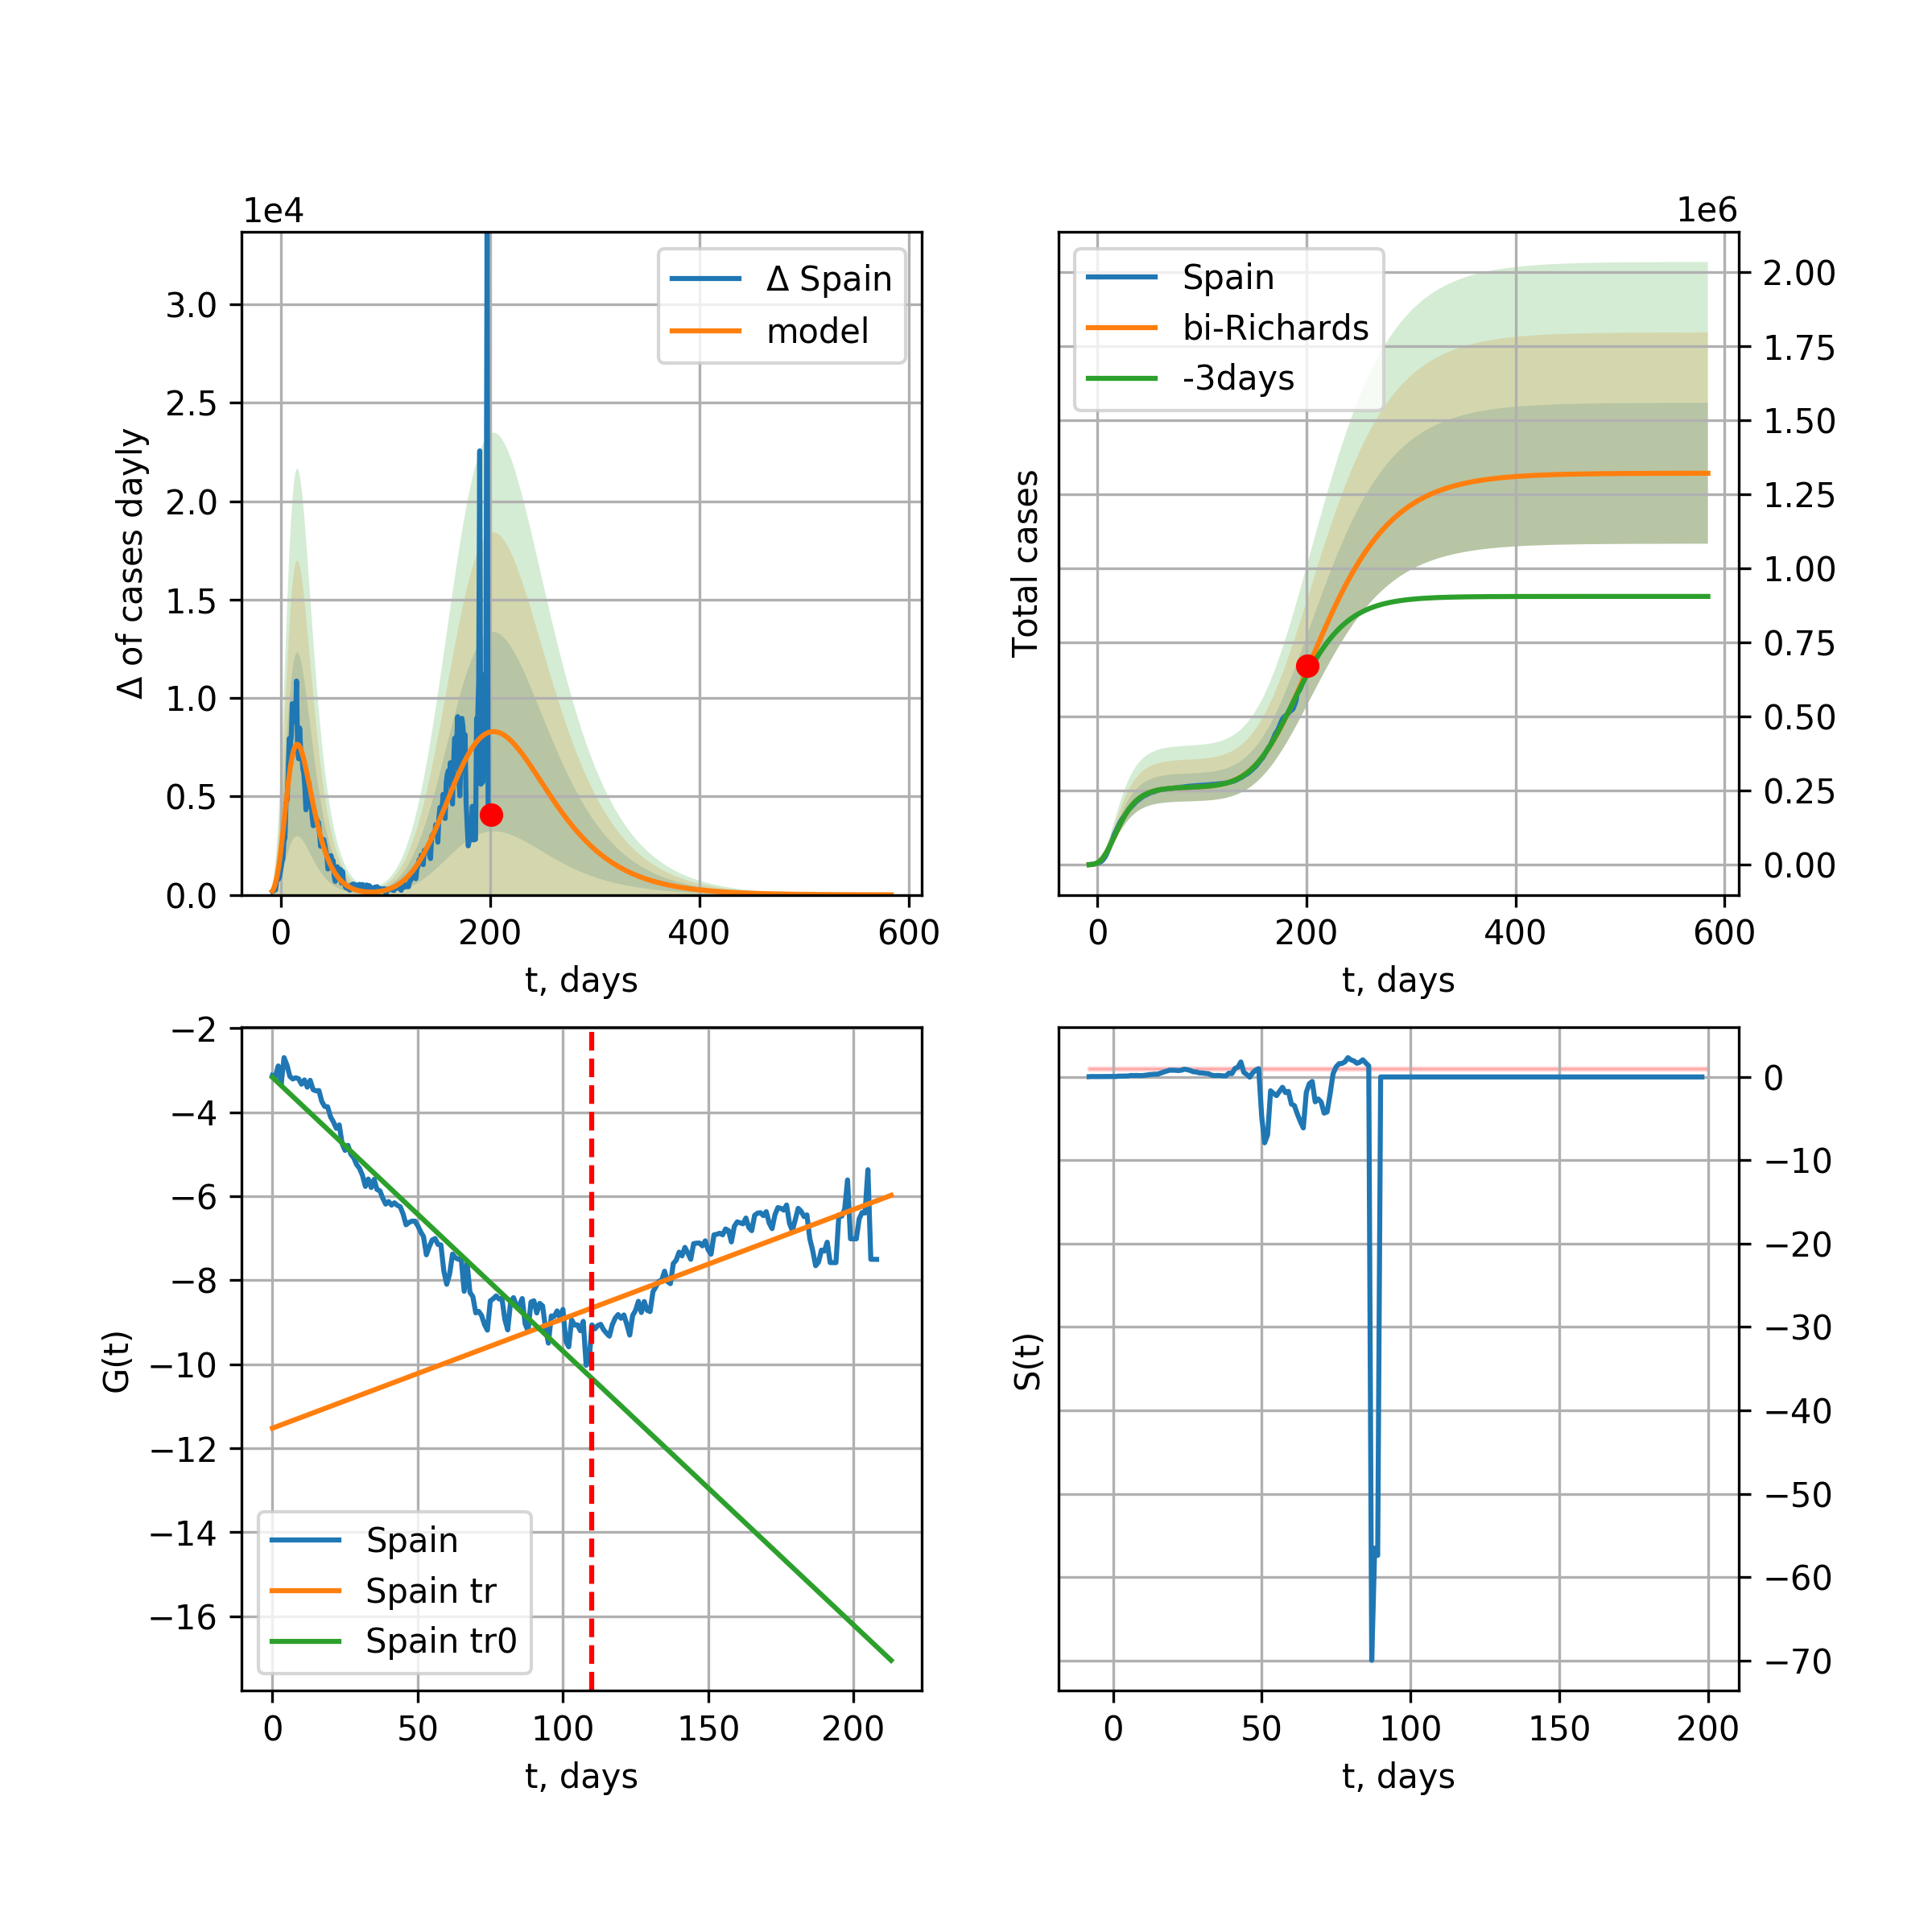 1e4
Δ of cases dayly
3.0
2.5
2.0
1.5
1.0
0.5
0.0
0 200 400 600
t, days
Δ Spain
model
1e6
Total cases
2.00
1.75
1.50
1.25
1.00
0.75
0.50
0.25
0.00
0 200 400 600
t, days
Spain
bi-Richards
-3days
G(t)
−2
−4
−6
−8
−10
−12
−14
−16
0 50 100 150 200
t, days
Spain
Spain tr
Spain tr0
S(t)
0
−10
−20
−30
−40
−50
−60
−70
0 50 100 150 200
t, days